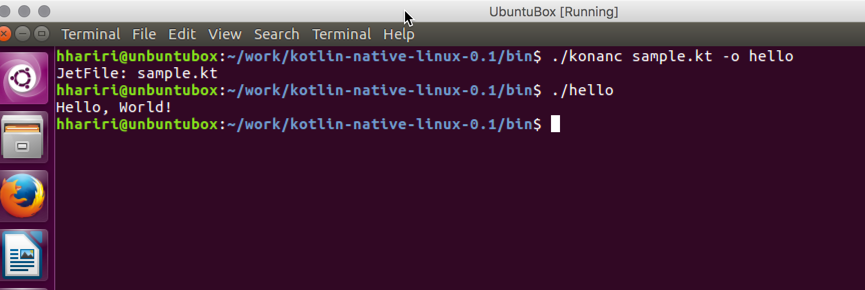 UbuntuBox [Running]
Terminal File Edit View Search Terminal Help
hhariri@unbuntubox:~/work/kotlin-native-linux-0.1/bin$ ./konanc sample.kt -o hello
JetFile: sample.kt
hhariri@unbuntubox:~/work/kotlin-native-linux-0.1/bin$ ./hello
Hello, World!
hhariri@unbuntubox:~/work/kotlin-native-linux-0.1/bin$